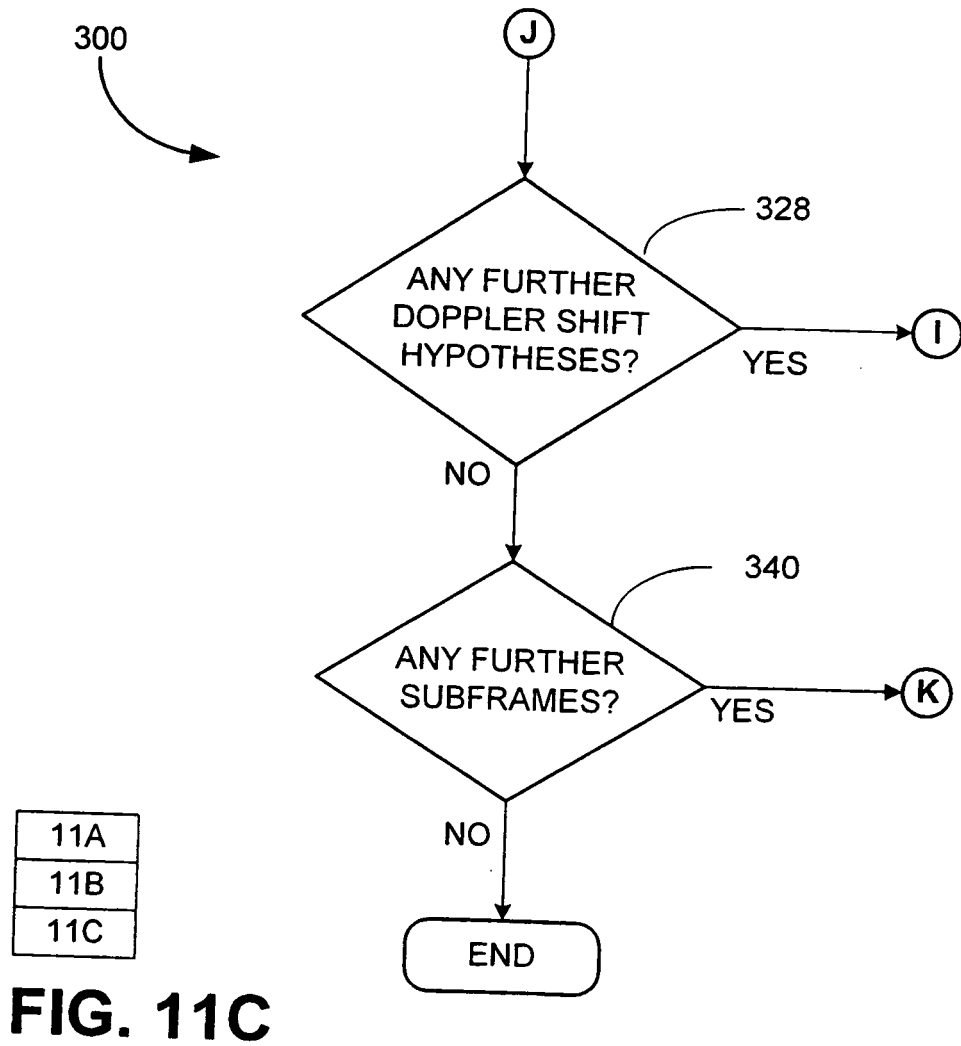 300
J
328
ANY FURTHER
DOPPLER SHIFT
HYPOTHESES?
I
YES
NO
340
ANY FURTHER
SUBFRAMES?
K
YES
NO
11A
11B
11C
END
FIG. 11C